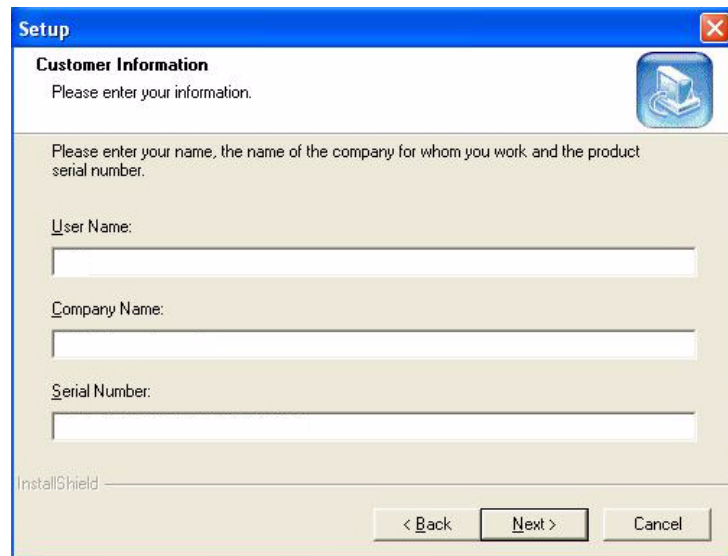 Setup
Customer Information
Please enter your information.
Please enter your name, the name of the company for whom you work and the product
serial number.
User Name:
Company Name:
Serial Number:
InstallShield
< Back Next > Cancel